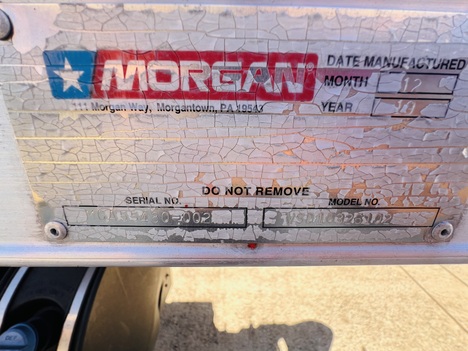 MORGAN
DATE MANUFACTURED
MONTH 12
111 Morgan Way, Morgantown, PA 19543
YEAR 10
DO NOT REMOVE
SERIAL NO.
MODEL NO.